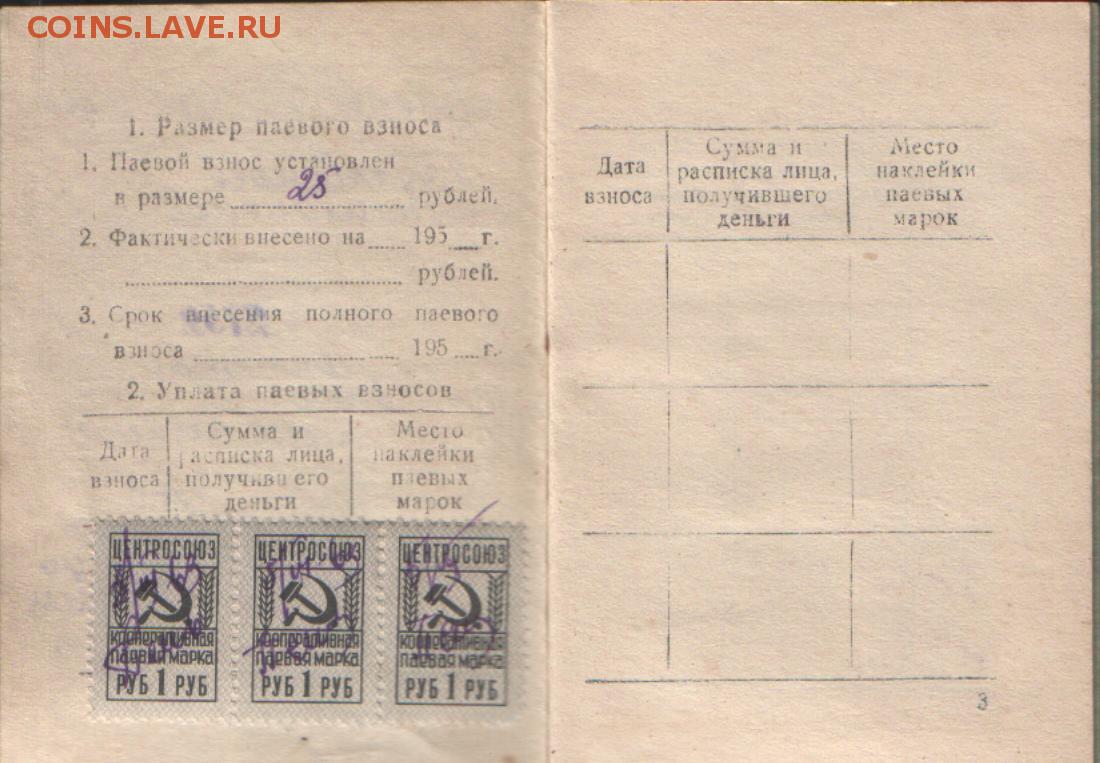 COINS.LAVE.RU
1. Размер паевого взноса
1. Паевой взнос установлен
в размере 25 рублей.
2. Фактически внесено на 195 г.
рублей.
3. Срок внесения полного паевого
взноса 195 г.
2. Уплата паевых взносов
Дата
взноса
Сумма и
расписка лица,
получившего
деньги
Место
наклейки
паевых
марок
ЦЕНТРОСОЮЗ
КООПЕРАТИВНАЯ
ПАЕВАЯ МАРКА
РУБ 1 РУБ
ЦЕНТРОСОЮЗ
КООПЕРАТИВНАЯ
ПАЕВАЯ МАРКА
РУБ 1 РУБ
ЦЕНТРОСОЮЗ
КООПЕРАТИВНАЯ
ПАЕВАЯ МАРКА
РУБ 1 РУБ
Дата
взноса
Сумма и
расписка лица,
получившего
деньги
Место
наклейки
паевых
марок
3